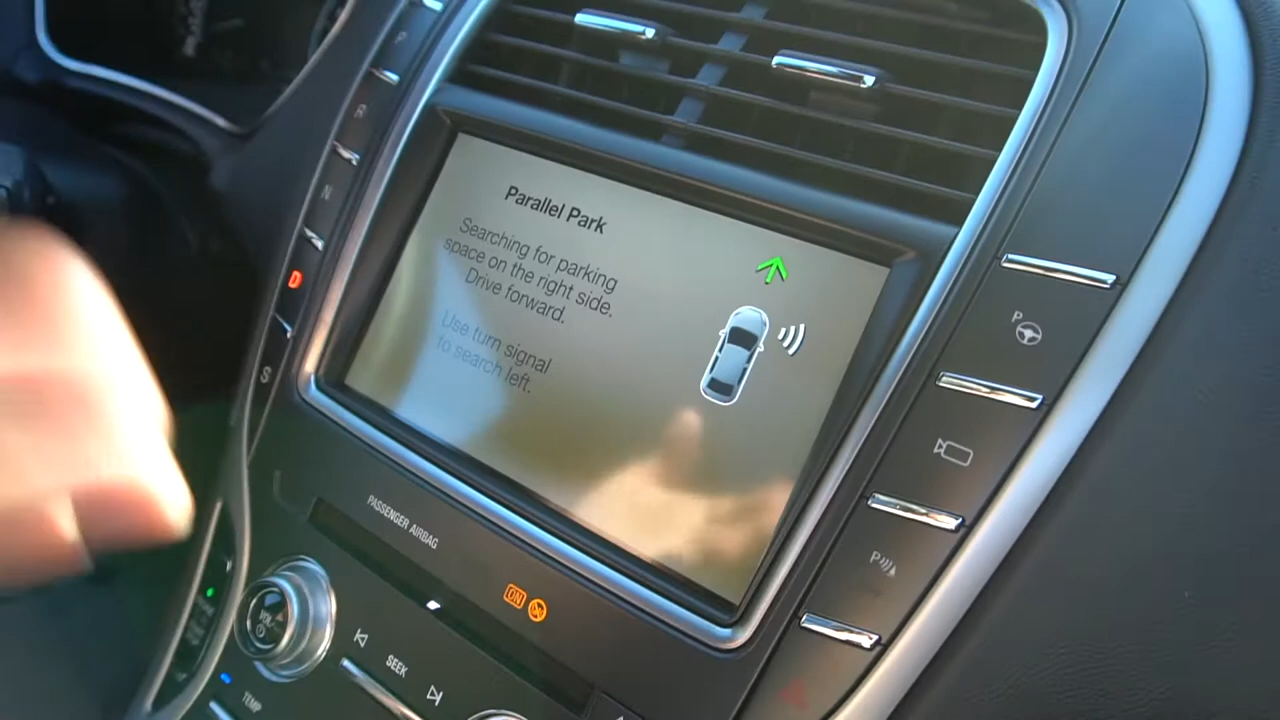 P
R
N
D
S
Parallel Park
Searching for parking
space on the right side.
Drive forward.
Use turn signal
to search left.
P
P
PASSENGER AIRBAG
ON
VOL
SEEK
TEMP